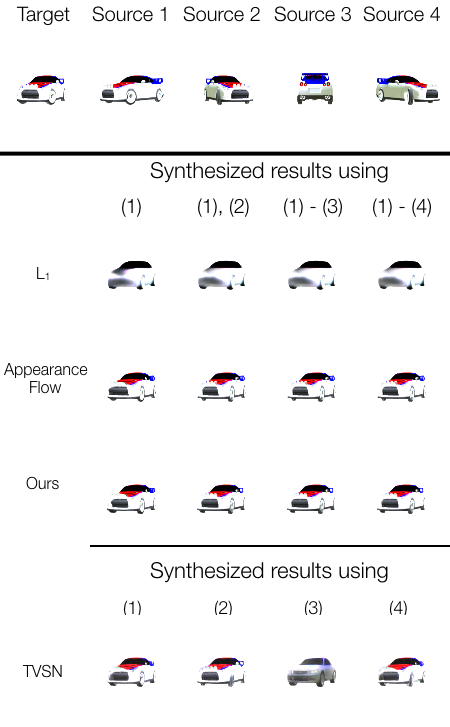 Target Source 1 Source 2 Source 3 Source 4
Synthesized results using
(1) (1), (2) (1) - (3) (1) - (4)
L₁
Appearance
Flow
Ours
Synthesized results using
(1) (2) (3) (4)
TVSN